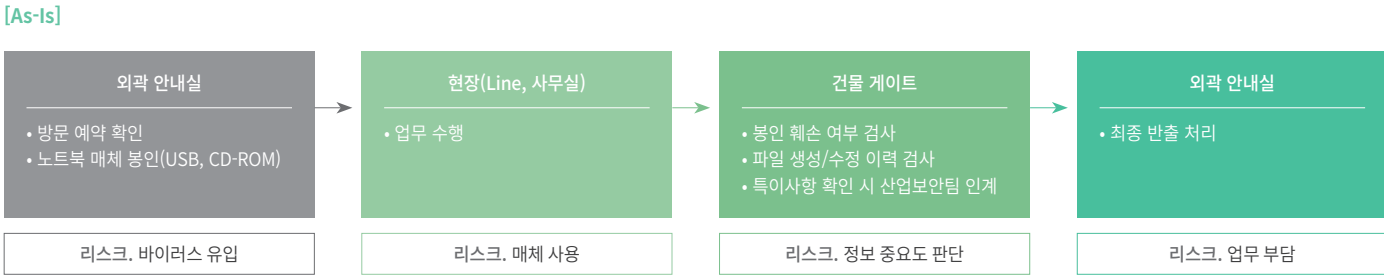 [As-Is]
외곽 안내실
• 방문 예약 확인
• 노트북 매체 봉인(USB, CD-ROM)
리스크. 바이러스 유입
현장(Line, 사무실)
• 업무 수행
리스크. 매체 사용
건물 게이트
• 봉인 훼손 여부 검사
• 파일 생성/수정 이력 검사
• 특이사항 확인 시 산업보안팀 인계
리스크. 정보 중요도 판단
외곽 안내실
• 최종 반출 처리
리스크. 업무 부담